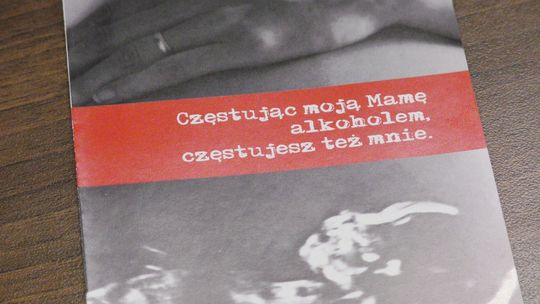 Częstując moją Mamę
alkoholem,
częstujesz też mnie.